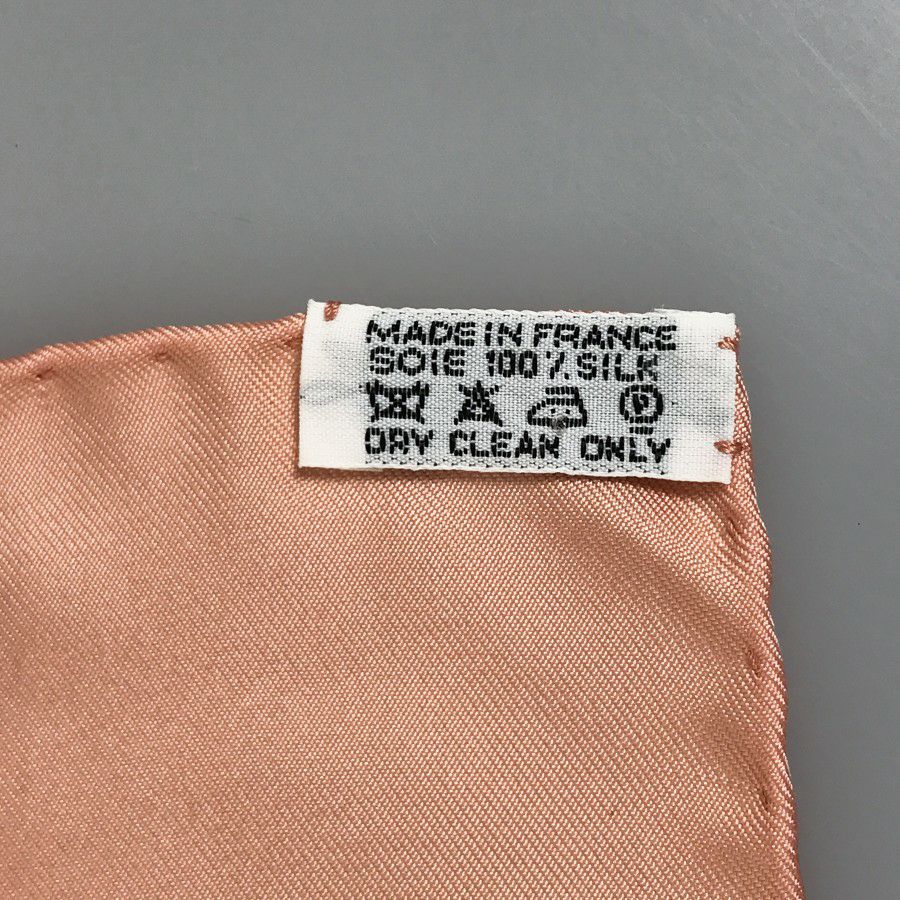 MADE IN FRANCE
SOIE 100% SILK
P
DRY CLEAN ONLY